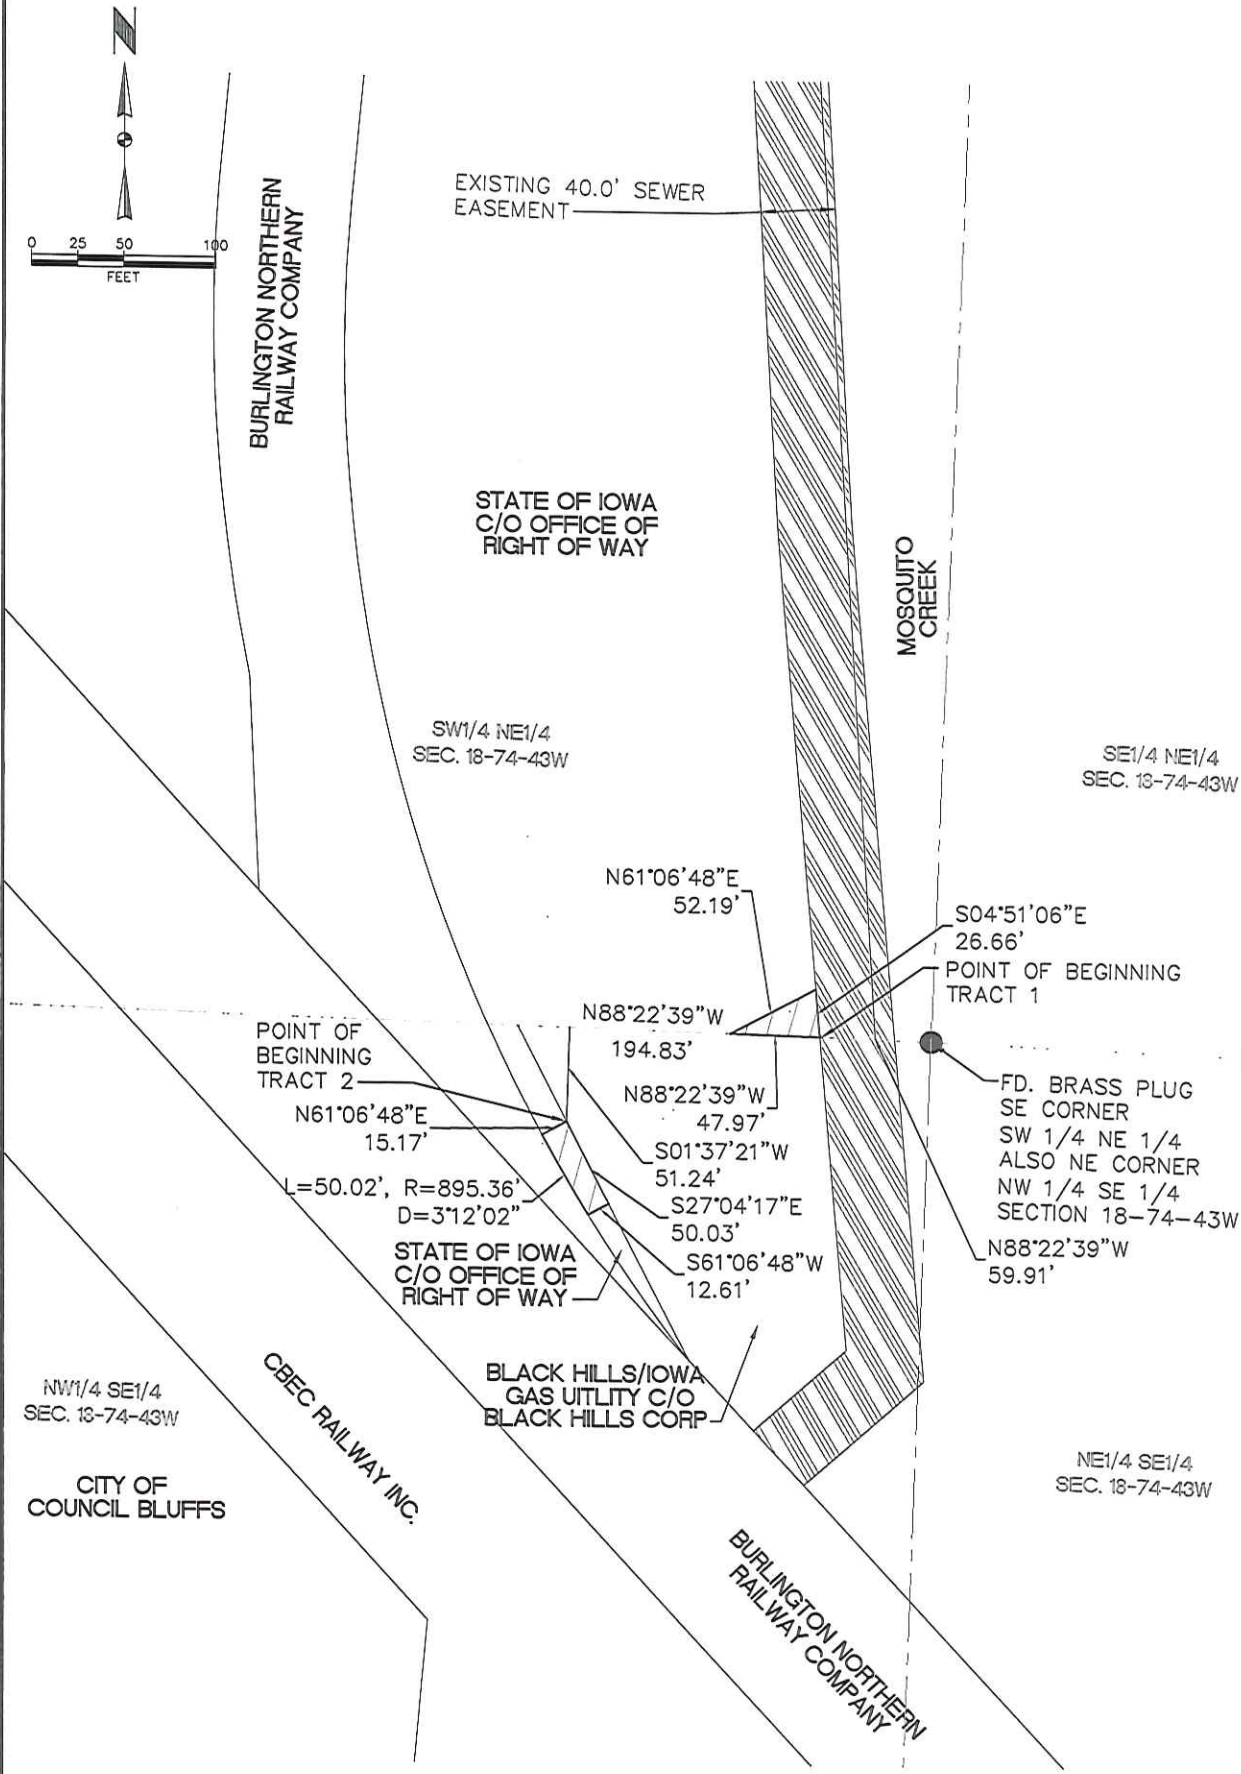 N
0 25 50 100
FEET
BURLINGTON NORTHERN
RAILWAY COMPANY
EXISTING 40.0' SEWER
EASEMENT
STATE OF IOWA
C/O OFFICE OF
RIGHT OF WAY
MOSQUITO
CREEK
SW1/4 NE1/4
SEC. 18-74-43W
SE1/4 NE1/4
SEC. 18-74-43W
N61°06'48"E
52.19'
S04°51'06"E
26.66'
POINT OF BEGINNING
TRACT 1
N88°22'39"W
194.83'
POINT OF
BEGINNING
TRACT 2
N88°22'39"W
47.97'
FD. BRASS PLUG
SE CORNER
SW 1/4 NE 1/4
ALSO NE CORNER
NW 1/4 SE 1/4
SECTION 18-74-43W
N61°06'48"E
15.17'
S01°37'21"W
51.24'
L=50.02', R=895.36'
D=3°12'02"
S27°04'17"E
50.03'
N88°22'39"W
59.91'
STATE OF IOWA
C/O OFFICE OF
RIGHT OF WAY
S61°06'48"W
12.61'
BLACK HILLS/IOWA
GAS UITLITY C/O
BLACK HILLS CORP
NW1/4 SE1/4
SEC. 18-74-43W
CBEC RAILWAY INC.
CITY OF
COUNCIL BLUFFS
NE1/4 SE1/4
SEC. 18-74-43W
BURLINGTON NORTHERN
RAILWAY COMPANY